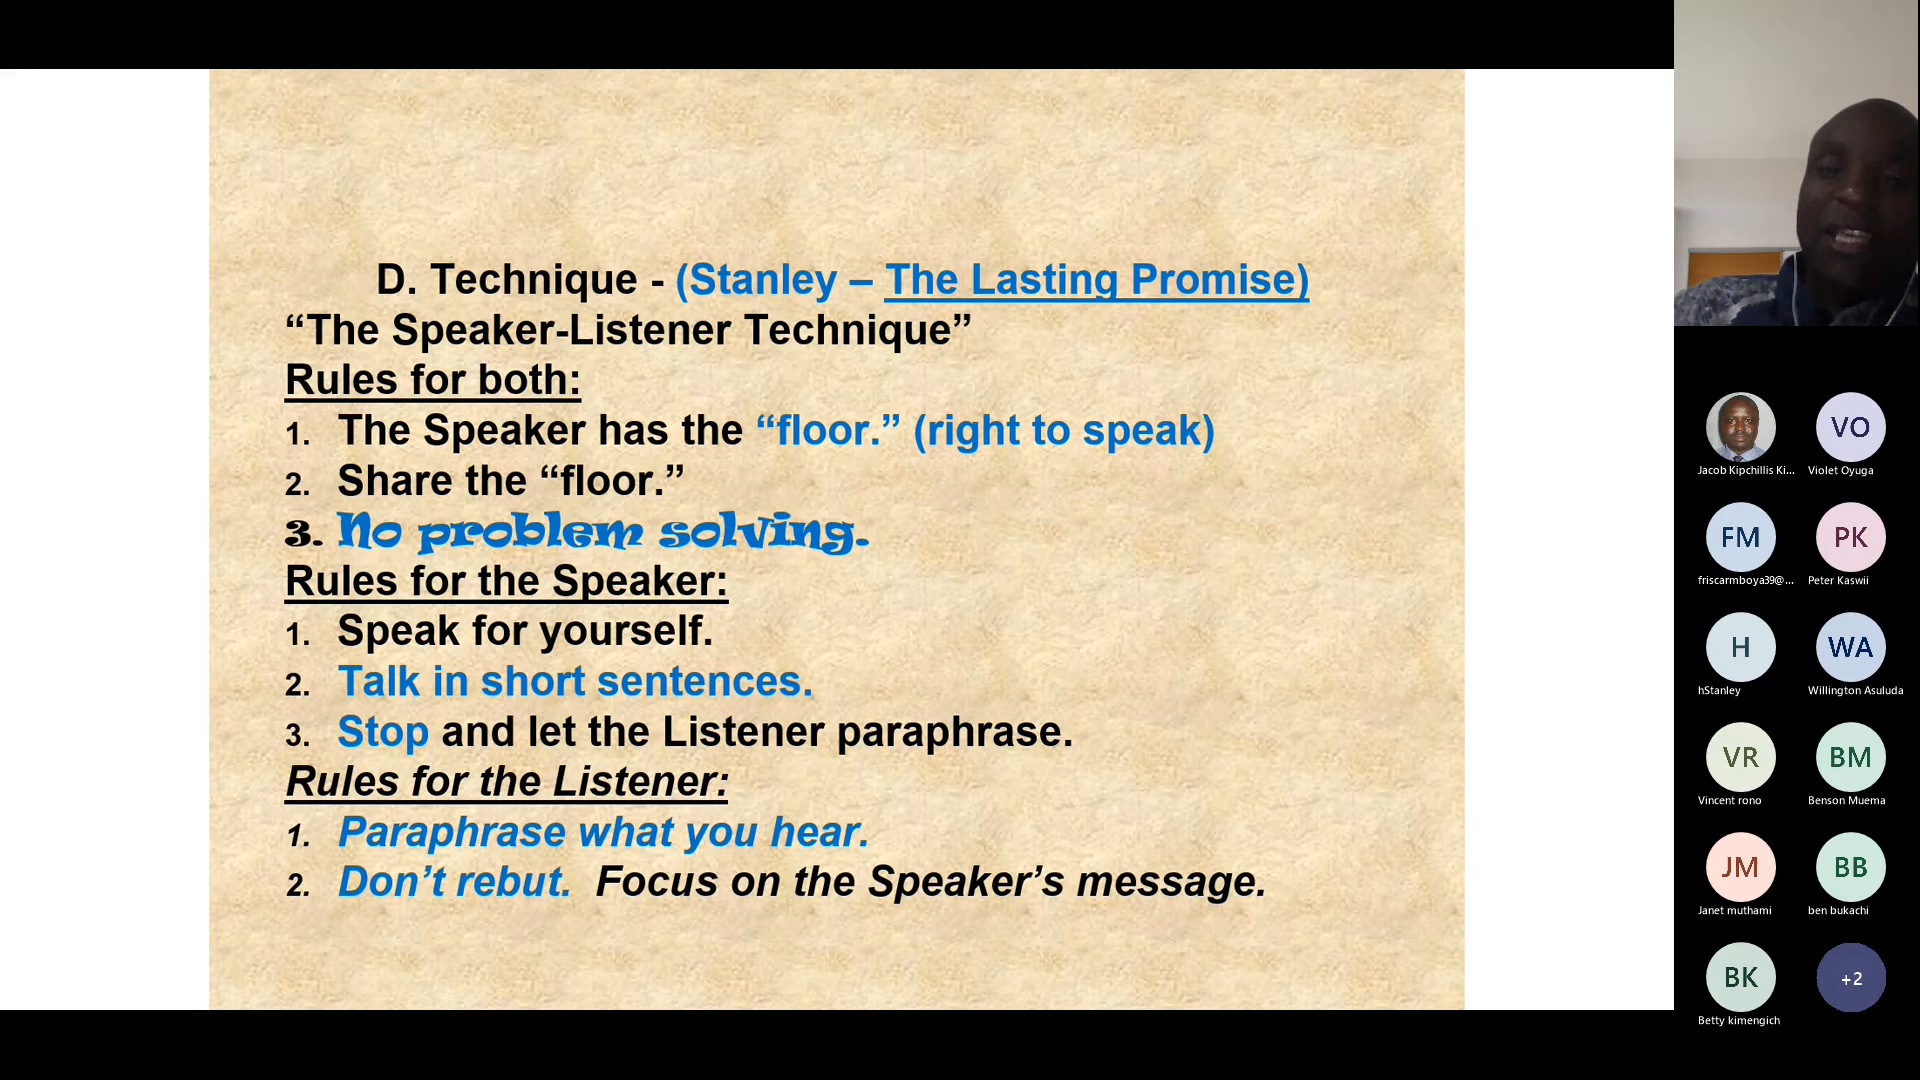 D. Technique - (Stanley – The Lasting Promise)
“The Speaker-Listener Technique”
Rules for both:
1. The Speaker has the “floor.” (right to speak)
2. Share the “floor.”
3. No problem solving.
Rules for the Speaker:
1. Speak for yourself.
2. Talk in short sentences.
3. Stop and let the Listener paraphrase.
Rules for the Listener:
1. Paraphrase what you hear.
2. Don’t rebut. Focus on the Speaker’s message.
VO
Jacob Kipchillis Ki... Violet Oyuga
FM PK
friscarmboya39@... Peter Kaswii
H WA
hStanley Willington Asuluda
VR BM
Vincent rono Benson Muema
JM BB
Janet muthami ben bukachi
BK +2
Betty kimengich